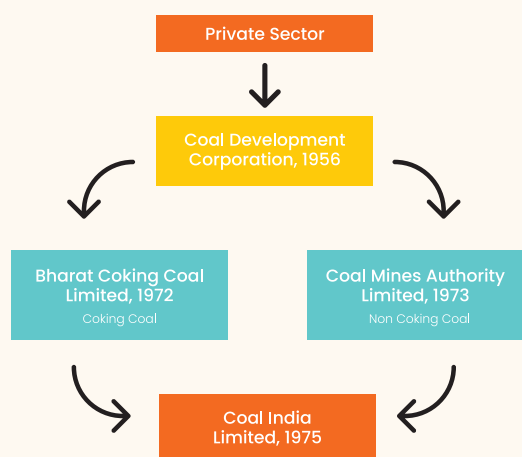 Private Sector
Coal Development
Corporation, 1956
Bharat Coking Coal
Limited, 1972
Coking Coal
Coal Mines Authority
Limited, 1973
Non Coking Coal
Coal India
Limited, 1975